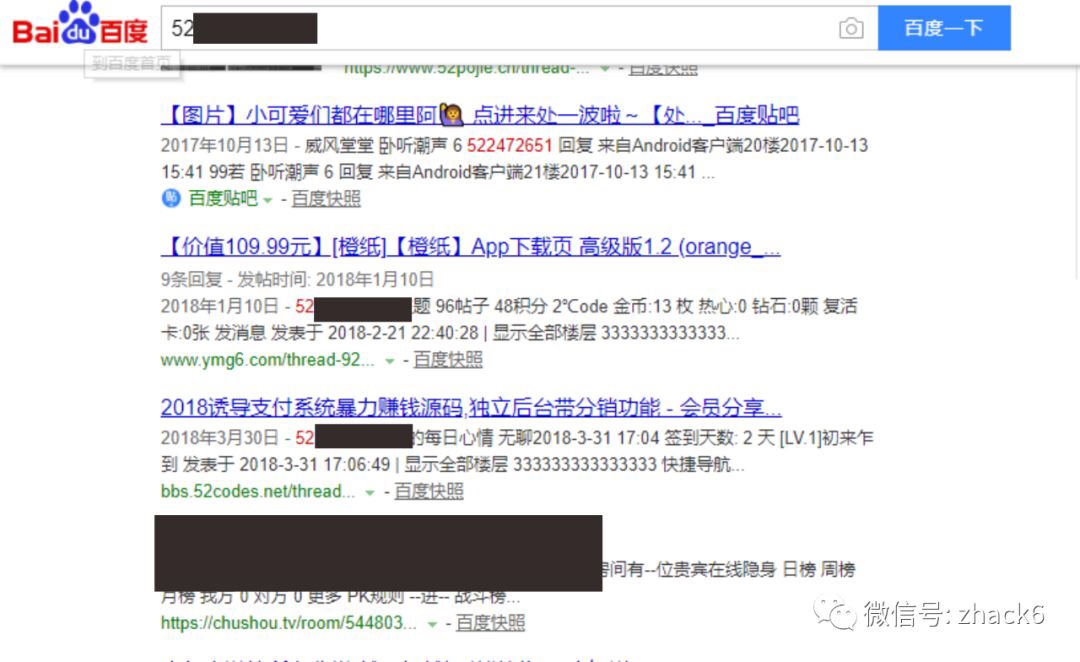 Bai du 百度
52
百度一下
到百度首页
https://www.52pojie.cn/thread-... - 百度快照
【图片】小可爱们都在哪里阿🙋 点进来处一波啦～【处..._百度贴吧
2017年10月13日 - 威风堂堂 卧听潮声 6 522472651 回复 来自Android客户端20楼2017-10-13
15:41 99若 卧听潮声 6 回复 来自Android客户端21楼2017-10-13 15:41 ...
贴 百度贴吧 - 百度快照
【价值109.99元】[橙纸]【橙纸】App下载页 高级版1.2 (orange_...
9条回复 - 发帖时间: 2018年1月10日
2018年1月10日 - 52 题 96帖子 48积分 2℃ode 金币:13 枚 热心:0 钻石:0颗 复活
卡:0张 发消息 发表于 2018-2-21 22:40:28 | 显示全部楼层 3333333333333...
www.ymg6.com/thread-92... - 百度快照
2018诱导支付系统暴力赚钱源码,独立后台带分销功能 - 会员分享...
2018年3月30日 - 52 的每日心情 无聊2018-3-31 17:04 签到天数: 2 天 [LV.1]初来乍
到 发表于 2018-3-31 17:06:49 | 显示全部楼层 333333333333333 快捷导航...
bbs.52codes.net/thread... - 百度快照
间有--位贵宾在线隐身 日榜 周榜
月榜 我方 0 对方 0 更多 PK规则 --进-- 战斗榜...
https://chushou.tv/room/544803... - 百度快照
微信号: zhack6